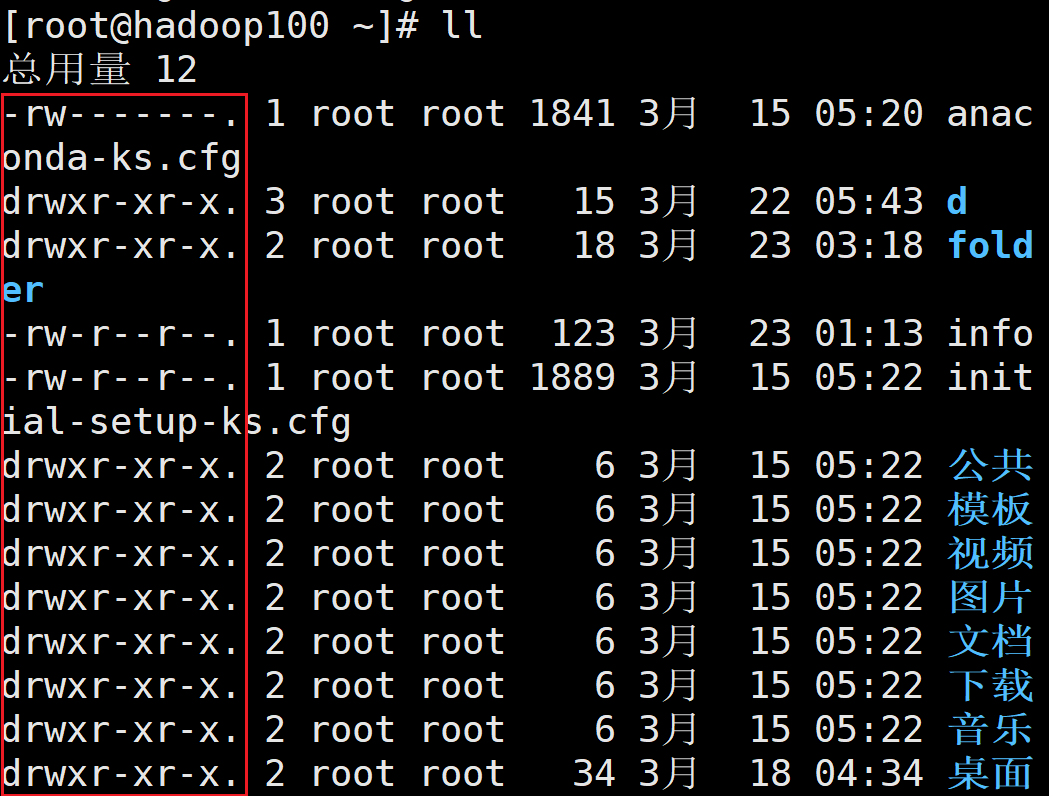 [root@hadoop100 ~]# ll
总用量 12
-rw-------. 1 root root 1841 3月  15 05:20 anac
onda-ks.cfg
drwxr-xr-x. 3 root root   15 3月  22 05:43 d
drwxr-xr-x. 2 root root   18 3月  23 03:18 fold
er
-rw-r--r--. 1 root root  123 3月  23 01:13 info
-rw-r--r--. 1 root root 1889 3月  15 05:22 init
ial-setup-ks.cfg
drwxr-xr-x. 2 root root    6 3月  15 05:22 公共
drwxr-xr-x. 2 root root    6 3月  15 05:22 模板
drwxr-xr-x. 2 root root    6 3月  15 05:22 视频
drwxr-xr-x. 2 root root    6 3月  15 05:22 图片
drwxr-xr-x. 2 root root    6 3月  15 05:22 文档
drwxr-xr-x. 2 root root    6 3月  15 05:22 下载
drwxr-xr-x. 2 root root    6 3月  15 05:22 音乐
drwxr-xr-x. 2 root root   34 3月  18 04:34 桌面